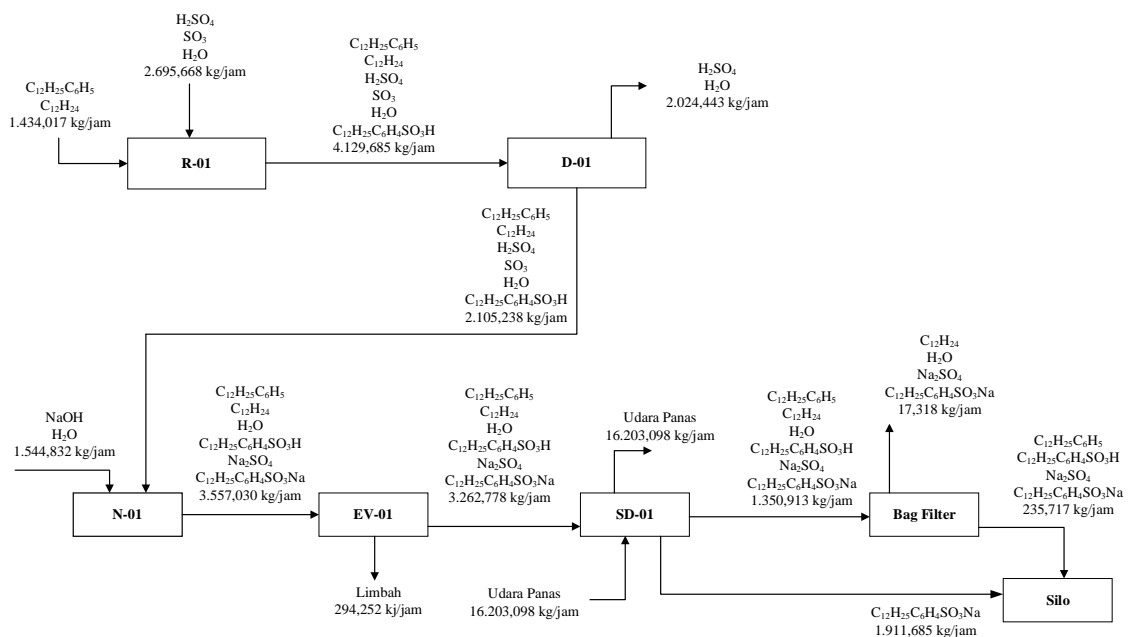 C₁₂H₂₅C₆H₅
C₁₂H₂₄
1.434,017 kg/jam
H₂SO₄
SO₃
H₂O
2.695,668 kg/jam
R-01
C₁₂H₂₅C₆H₅
C₁₂H₂₄
H₂SO₄
SO₃
H₂O
C₁₂H₂₅C₆H₄SO₃H
4.129,685 kg/jam
D-01
H₂SO₄
H₂O
2.024,443 kg/jam
C₁₂H₂₅C₆H₅
C₁₂H₂₄
H₂SO₄
SO₃
H₂O
C₁₂H₂₅C₆H₄SO₃H
2.105,238 kg/jam
NaOH
H₂O
1.544,832 kg/jam
N-01
C₁₂H₂₅C₆H₅
C₁₂H₂₄
H₂O
C₁₂H₂₅C₆H₄SO₃H
Na₂SO₄
C₁₂H₂₅C₆H₄SO₃Na
3.557,030 kg/jam
EV-01
Limbah
294,252 kj/jam
C₁₂H₂₅C₆H₅
C₁₂H₂₄
H₂O
C₁₂H₂₅C₆H₄SO₃H
Na₂SO₄
C₁₂H₂₅C₆H₄SO₃Na
3.262,778 kg/jam
Udara Panas
16.203,098 kg/jam
SD-01
Udara Panas
16.203,098 kg/jam
C₁₂H₂₅C₆H₅
C₁₂H₂₄
H₂O
C₁₂H₂₅C₆H₄SO₃H
Na₂SO₄
C₁₂H₂₅C₆H₄SO₃Na
1.350,913 kg/jam
Bag Filter
C₁₂H₂₄
H₂O
Na₂SO₄
C₁₂H₂₅C₆H₄SO₃Na
17,318 kg/jam
C₁₂H₂₅C₆H₅
C₁₂H₂₅C₆H₄SO₃H
Na₂SO₄
C₁₂H₂₅C₆H₄SO₃Na
235,717 kg/jam
Silo
C₁₂H₂₅C₆H₄SO₃Na
1.911,685 kg/jam